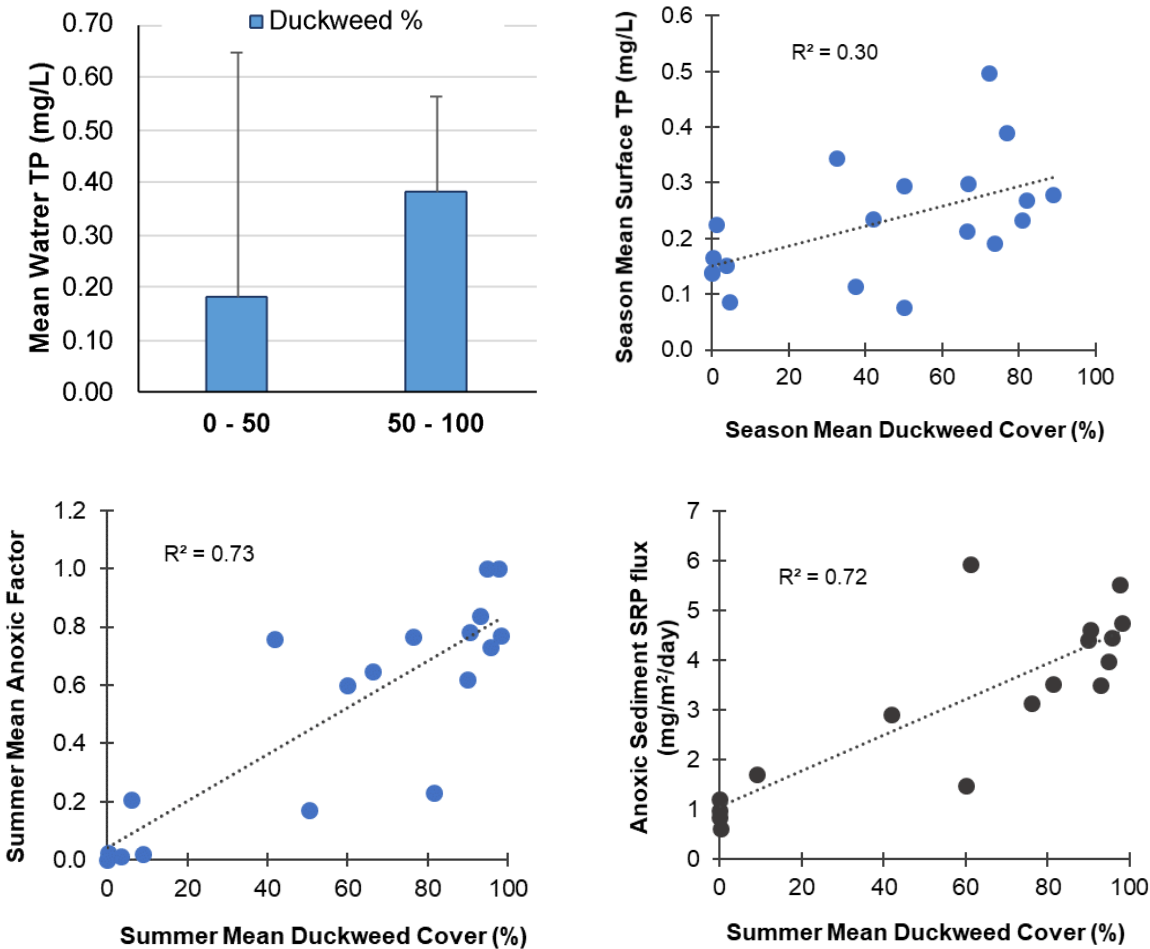 0.70
0.60
0.50
0.40
0.30
0.20
0.10
0.00
Mean Watrer TP (mg/L)
Duckweed %
0 - 50
50 - 100
0.6
0.5
0.4
0.3
0.2
0.1
0.0
Season Mean Surface TP (mg/L)
R² = 0.30
0 20 40 60 80 100
Season Mean Duckweed Cover (%)
1.2
1.0
0.8
0.6
0.4
0.2
0.0
Summer Mean Anoxic Factor
R² = 0.73
0 20 40 60 80 100
Summer Mean Duckweed Cover (%)
7
6
5
4
3
2
1
0
Anoxic Sediment SRP flux
(mg/m²/day)
R² = 0.72
0 20 40 60 80 100
Summer Mean Duckweed Cover (%)